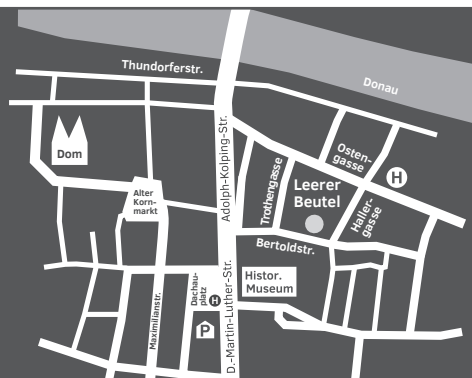 Thundorferstr.
Donau
Adolph-Kolping-Str.
Dom
Osten-
gasse
H
Trothengasse
Leerer
Beutel
Haller-
gasse
Alter
Korn-
markt
Bertoldstr.
D.-Martin-Luther-Str.
Histor.
Museum
Dachau-
platz
H
Maximilianstr.
P